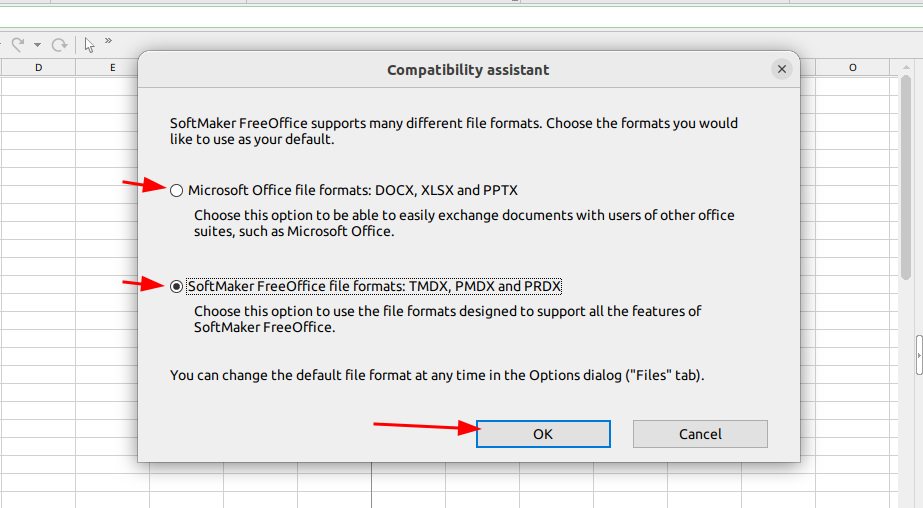 D
E
O
Compatibility assistant
SoftMaker FreeOffice supports many different file formats. Choose the formats you would
like to use as your default.
Microsoft Office file formats: DOCX, XLSX and PPTX
Choose this option to be able to easily exchange documents with users of other office
suites, such as Microsoft Office.
SoftMaker FreeOffice file formats: TMDX, PMDX and PRDX
Choose this option to use the file formats designed to support all the features of
SoftMaker FreeOffice.
You can change the default file format at any time in the Options dialog ("Files" tab).
OK
Cancel